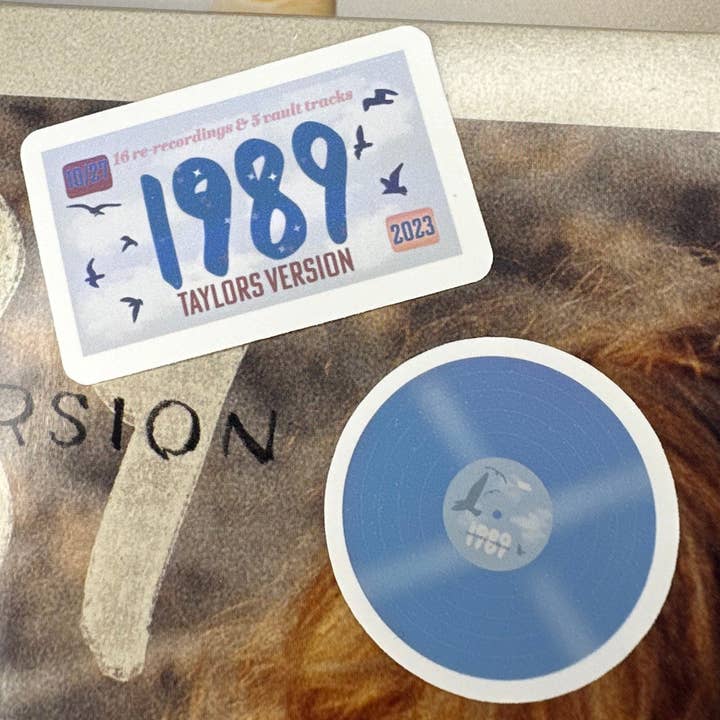 16 re-recordings & 5 vault tracks
10/27
1989
2023
TAYLORS VERSION
RSION
1989